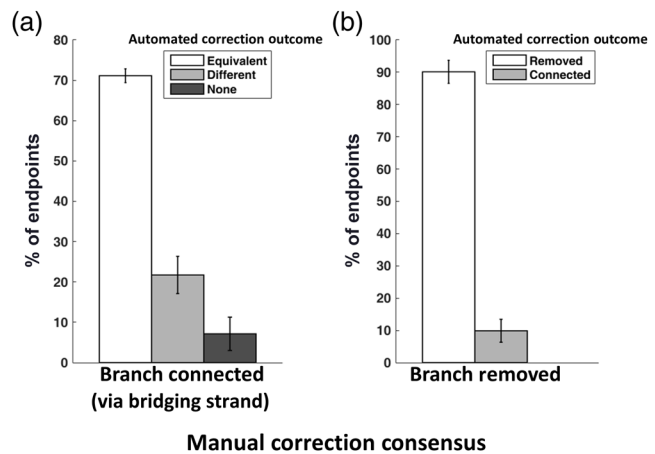 (a)
Automated correction outcome
Equivalent
Different
None
% of endpoints
80
70
60
50
40
30
20
10
0
Branch connected
(via bridging strand)
(b)
Automated correction outcome
Removed
Connected
% of endpoints
100
90
80
70
60
50
40
30
20
10
0
Branch removed
Manual correction consensus